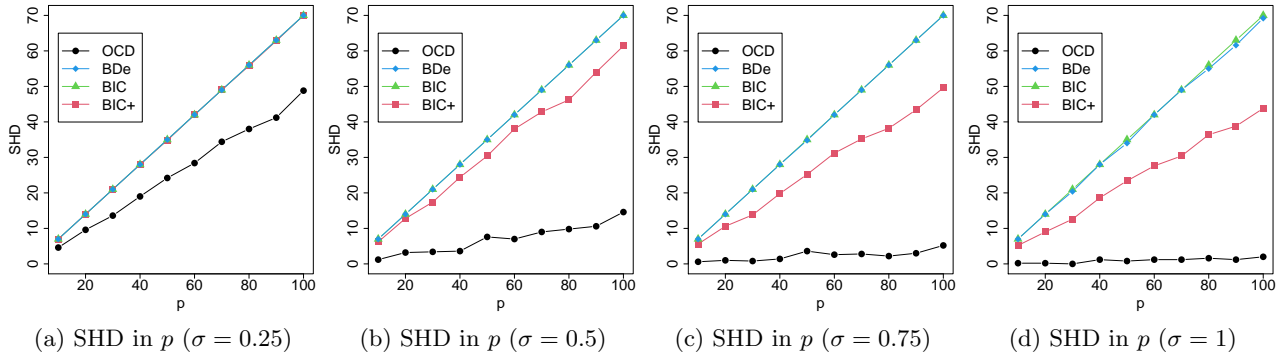 SHD
0
10
20
30
40
50
60
70
OCD
BDe
BIC
BIC+
20
40
60
80
100
p
(a) SHD in p (σ = 0.25)
SHD
0
10
20
30
40
50
60
70
OCD
BDe
BIC
BIC+
20
40
60
80
100
p
(b) SHD in p (σ = 0.5)
SHD
0
10
20
30
40
50
60
70
OCD
BDe
BIC
BIC+
20
40
60
80
100
p
(c) SHD in p (σ = 0.75)
SHD
0
10
20
30
40
50
60
70
OCD
BDe
BIC
BIC+
20
40
60
80
100
p
(d) SHD in p (σ = 1)